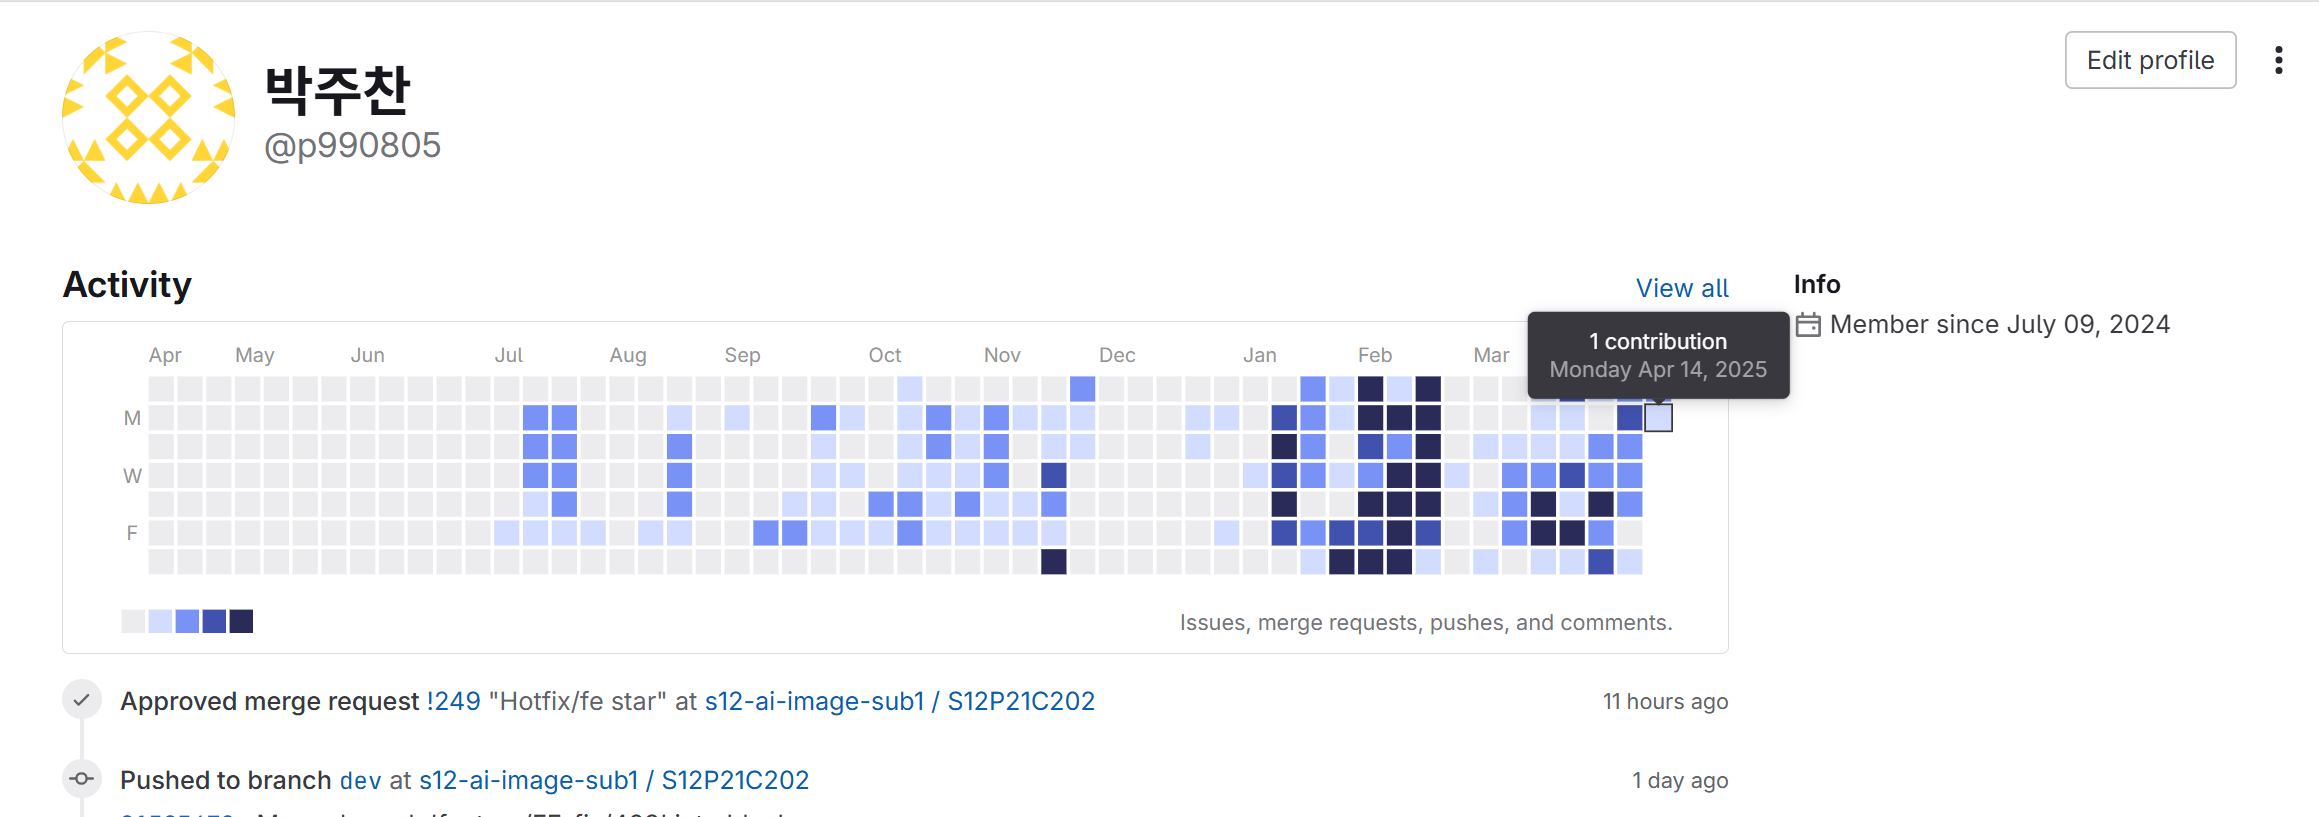 박주찬
@p990805
Edit profile
Activity
View all
Info
Member since July 09, 2024
1 contribution
Monday Apr 14, 2025
Apr May Jun Jul Aug Sep Oct Nov Dec Jan Feb Mar
M
W
F
Issues, merge requests, pushes, and comments.
Approved merge request !249 "Hotfix/fe star" at s12-ai-image-sub1 / S12P21C202
11 hours ago
Pushed to branch dev at s12-ai-image-sub1 / S12P21C202
1 day ago